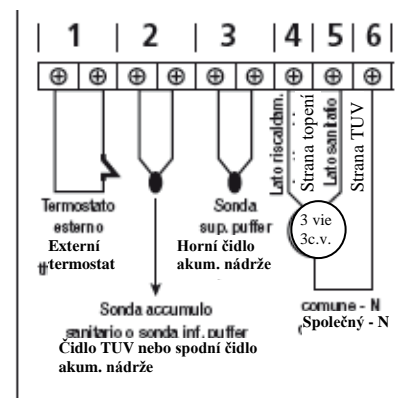 | 1 | 2 | 3 | 4 | 5 | 6
Lato riscaldam.
Strana topení
Lato sanitario
Strana TUV
Termostato
esterno
Externí
termostat
Sonda
sup. puffer
Horní čidlo
akum. nádrže
3 vie
3c.v.
comune - N
Společný - N
Sonda accumulo
sanitario o sonda inf. puffer
Čidlo TUV nebo spodní čidlo
akum. nádrže